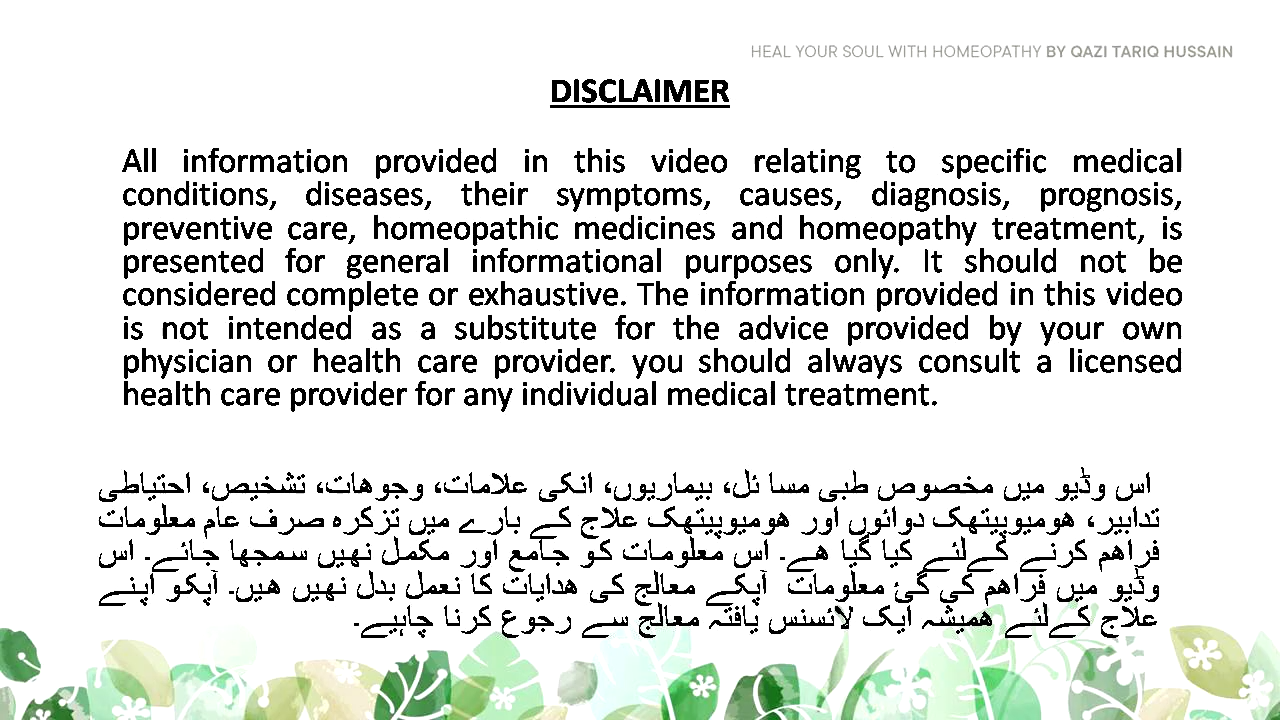 HEAL YOUR SOUL WITH HOMEOPATHY BY QAZI TARIQ HUSSAIN
DISCLAIMER
All information provided in this video relating to specific medical
conditions, diseases, their symptoms, causes, diagnosis, prognosis,
preventive care, homeopathic medicines and homeopathy treatment, is
presented for general informational purposes only. It should not be
considered complete or exhaustive. The information provided in this video
is not intended as a substitute for the advice provided by your own
physician or health care provider. you should always consult a licensed
health care provider for any individual medical treatment.
اس وڈیو میں مخصوص طبی مسا ئل، بیماریوں، انکی علامات، وجوھات، تشخیص، احتیاطی
تدابیر، ھومیوپیتھک دوائوں اور ھومیوپیتھک علاج کے بارے میں تزکرہ صرف عام معلومات
فراھم کرنے کےلئے کیا گیا ھے۔ اس معلومات کو جامع اور مکمل نھیں سمجھا جائے۔ اس
وڈیو میں فراھم کی گئ معلومات آپکے معالج کی ھدایات کا نعمل بدل نھیں ھیں۔ آپکو اپنے
علاج کےلئے ھمیشہ ایک لائسنس یافتہ معالج سے رجوع کرنا چاہیے۔